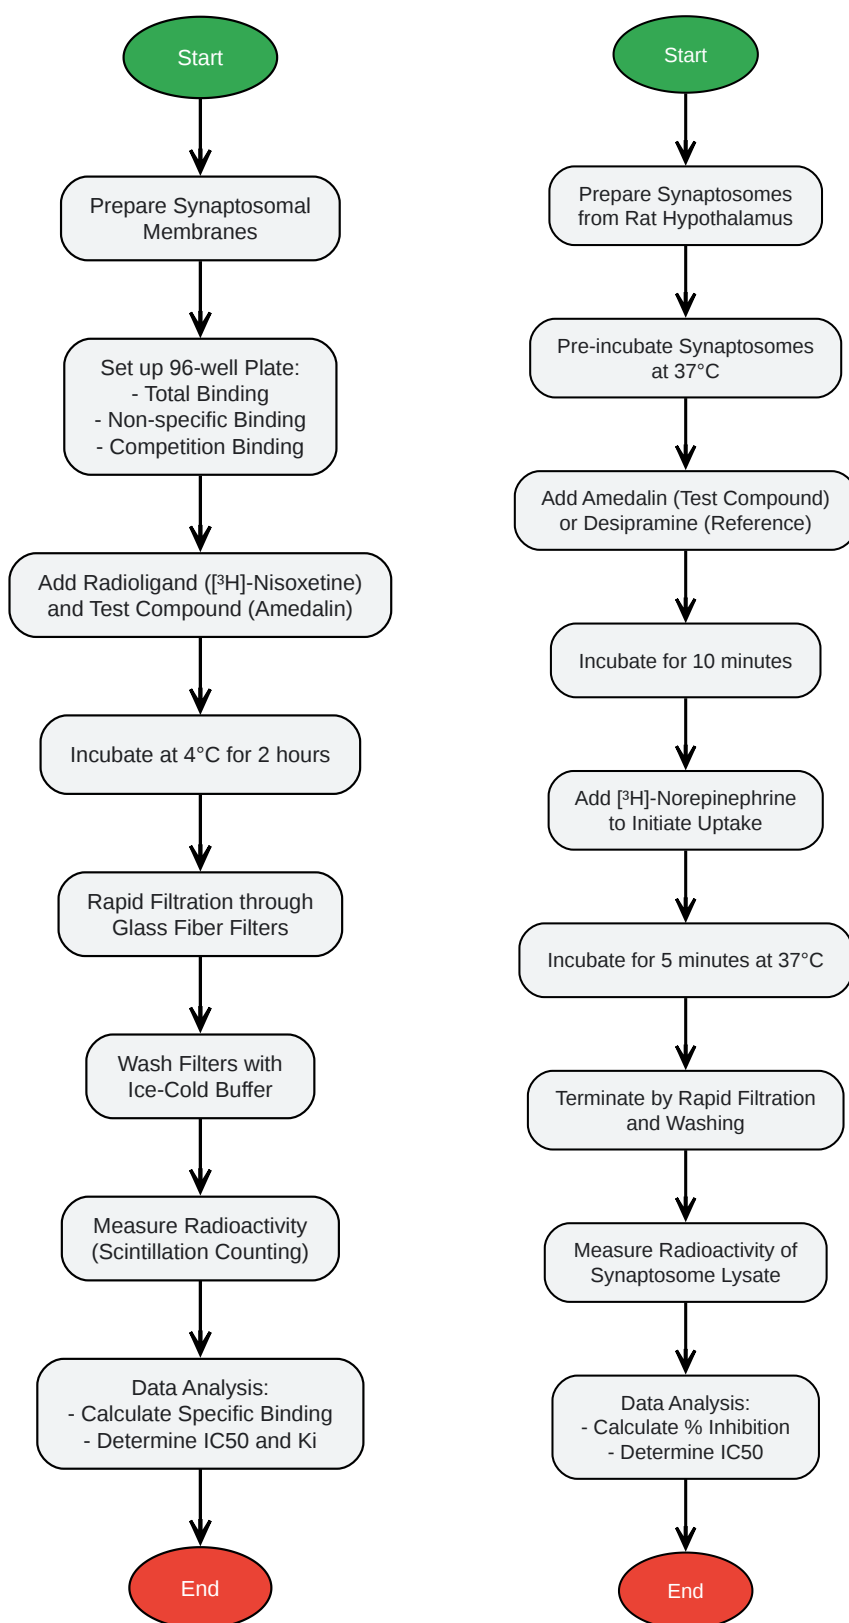 Start
Prepare Synaptosomal
Membranes
Set up 96-well Plate:
- Total Binding
- Non-specific Binding
- Competition Binding
Add Radioligand ([³H]-Nisoxetine)
and Test Compound (Amedalin)
Incubate at 4°C for 2 hours
Rapid Filtration through
Glass Fiber Filters
Wash Filters with
Ice-Cold Buffer
Measure Radioactivity
(Scintillation Counting)
Data Analysis:
- Calculate Specific Binding
- Determine IC50 and Ki
End
Start
Prepare Synaptosomes
from Rat Hypothalamus
Pre-incubate Synaptosomes
at 37°C
Add Amedalin (Test Compound)
or Desipramine (Reference)
Incubate for 10 minutes
Add [³H]-Norepinephrine
to Initiate Uptake
Incubate for 5 minutes at 37°C
Terminate by Rapid Filtration
and Washing
Measure Radioactivity of
Synaptosome Lysate
Data Analysis:
- Calculate % Inhibition
- Determine IC50
End